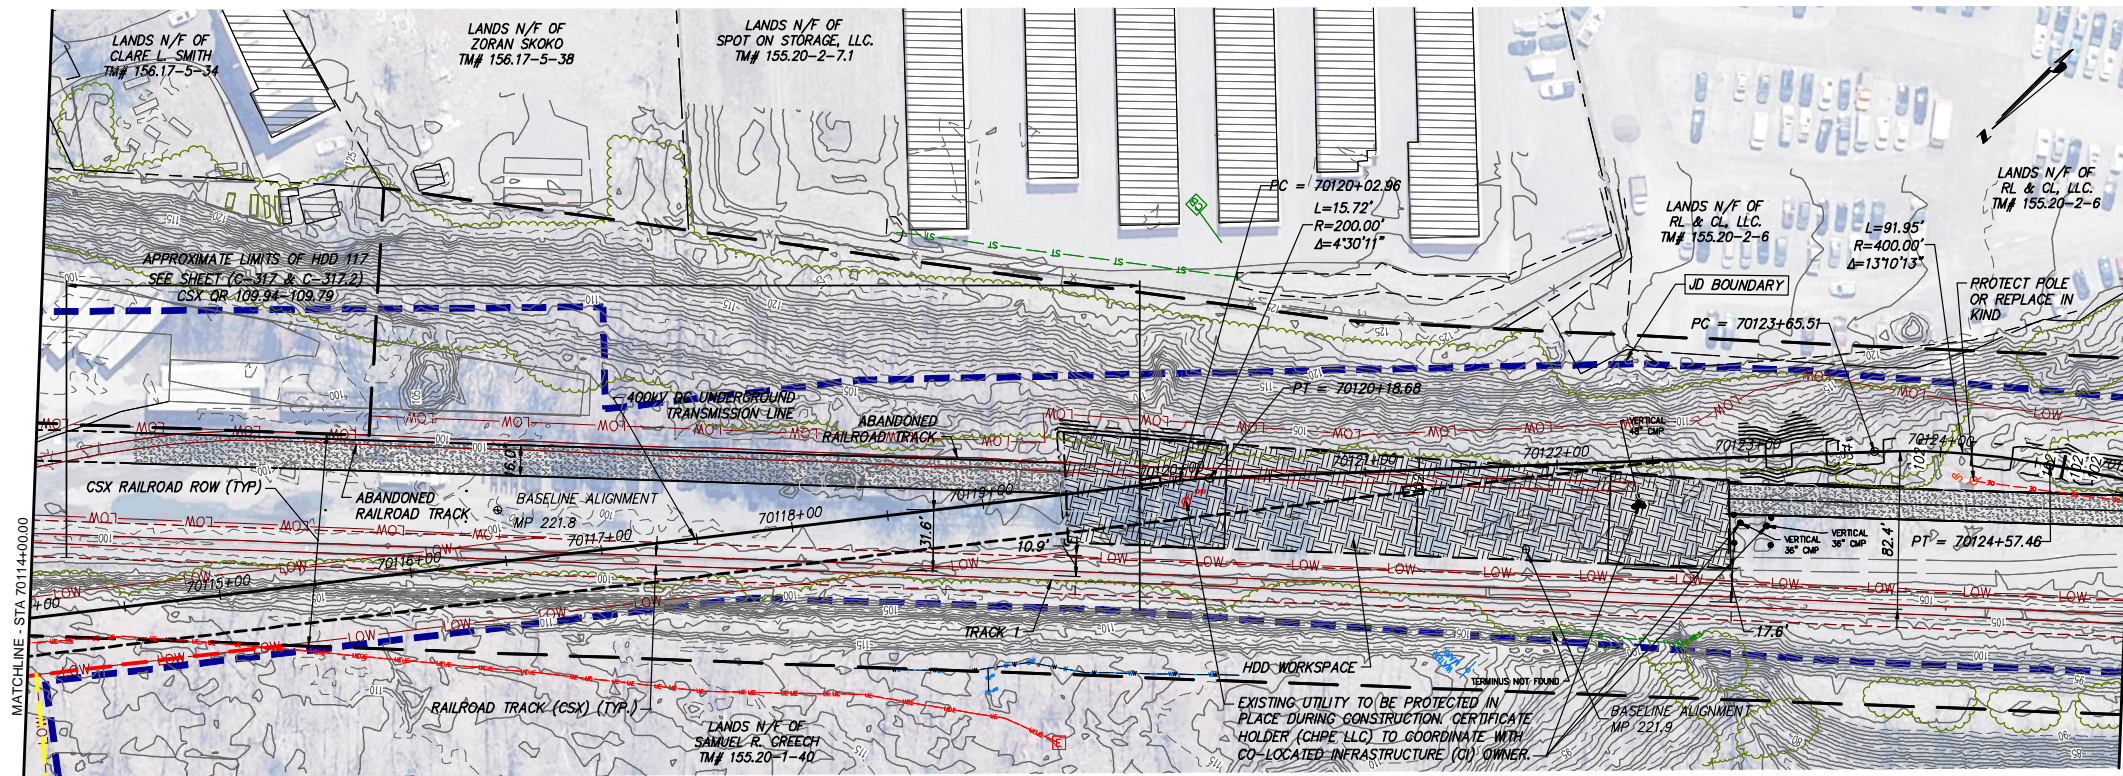 LANDS N/F OF
CLARE L. SMITH
TM# 156.17-5-34
LANDS N/F OF
ZORAN SKOKO
TM# 156.17-5-38
LANDS N/F OF
SPOT ON STORAGE, LLC.
TM# 155.20-2-7.1
LANDS N/F OF
RL & CL, LLC.
TM# 155.20-2-6
LANDS N/F OF
RL & CL, LLC.
TM# 155.20-2-6
PC = 70120+02.96
L=15.72'
R=200.00'
Δ=4°30'11"
L=91.95'
R=400.00'
Δ=13°10'13"
JD BOUNDARY
PROTECT POLE
OR REPLACE IN
KIND
PC = 70123+65.51
APPROXIMATE LIMITS OF HDD 117
SEE SHEET (C-317 & C-317.2)
CSX QR 109.94-109.79
CB
ST ST ST ST
PT = 70120+18.68
400kV DC UNDERGROUND
TRANSMISSION LINE
ABANDONED
RAILROAD TRACK
VERTICAL
48" CMP
CSX RAILROAD ROW (TYP)
ABANDONED
RAILROAD TRACK
16.0'
BASELINE ALIGNMENT
MP 221.8
70115+00
70116+00
70117+00
70118+00
70119+00
70120+00
70121+00
70122+00
70123+00
70124+00
31.6'
10.9'
VERTICAL
36" CMP
VERTICAL
36" CMP
82.4'
PT = 70124+57.46
17.6'
TRACK 1
HDD WORKSPACE
TERMINUS NOT FOUND
RAILROAD TRACK (CSX) (TYP.)
LANDS N/F OF
SAMUEL R. CREECH
TM# 155.20-1-40
EXISTING UTILITY TO BE PROTECTED IN
PLACE DURING CONSTRUCTION. CERTIFICATE
HOLDER (CHPE LLC) TO COORDINATE WITH
CO-LOCATED INFRASTRUCTURE (CI) OWNER.
BASELINE ALIGNMENT
MP 221.9
MATCHLINE - STA 70114+00.00